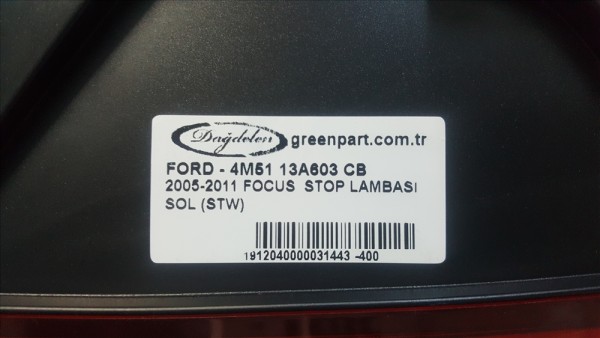 Dağdelen greenpart.com.tr
FORD - 4M51 13A603 CB
2005-2011 FOCUS STOP LAMBASI
SOL (STW)
1912040000031443 -400